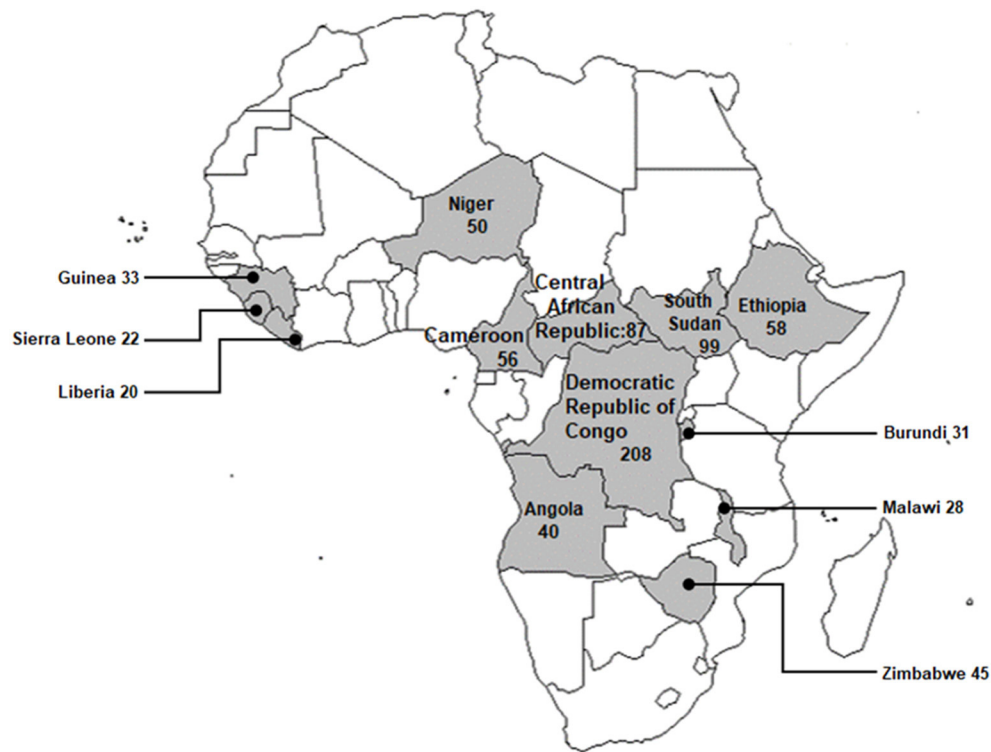 Niger
50
Guinea 33
Sierra Leone 22
Liberia 20
Cameroon
56
Central
African
Republic:87
South
Sudan
99
Ethiopia
58
Democratic
Republic of
Congo
208
Burundi 31
Angola
40
Malawi 28
Zimbabwe 45